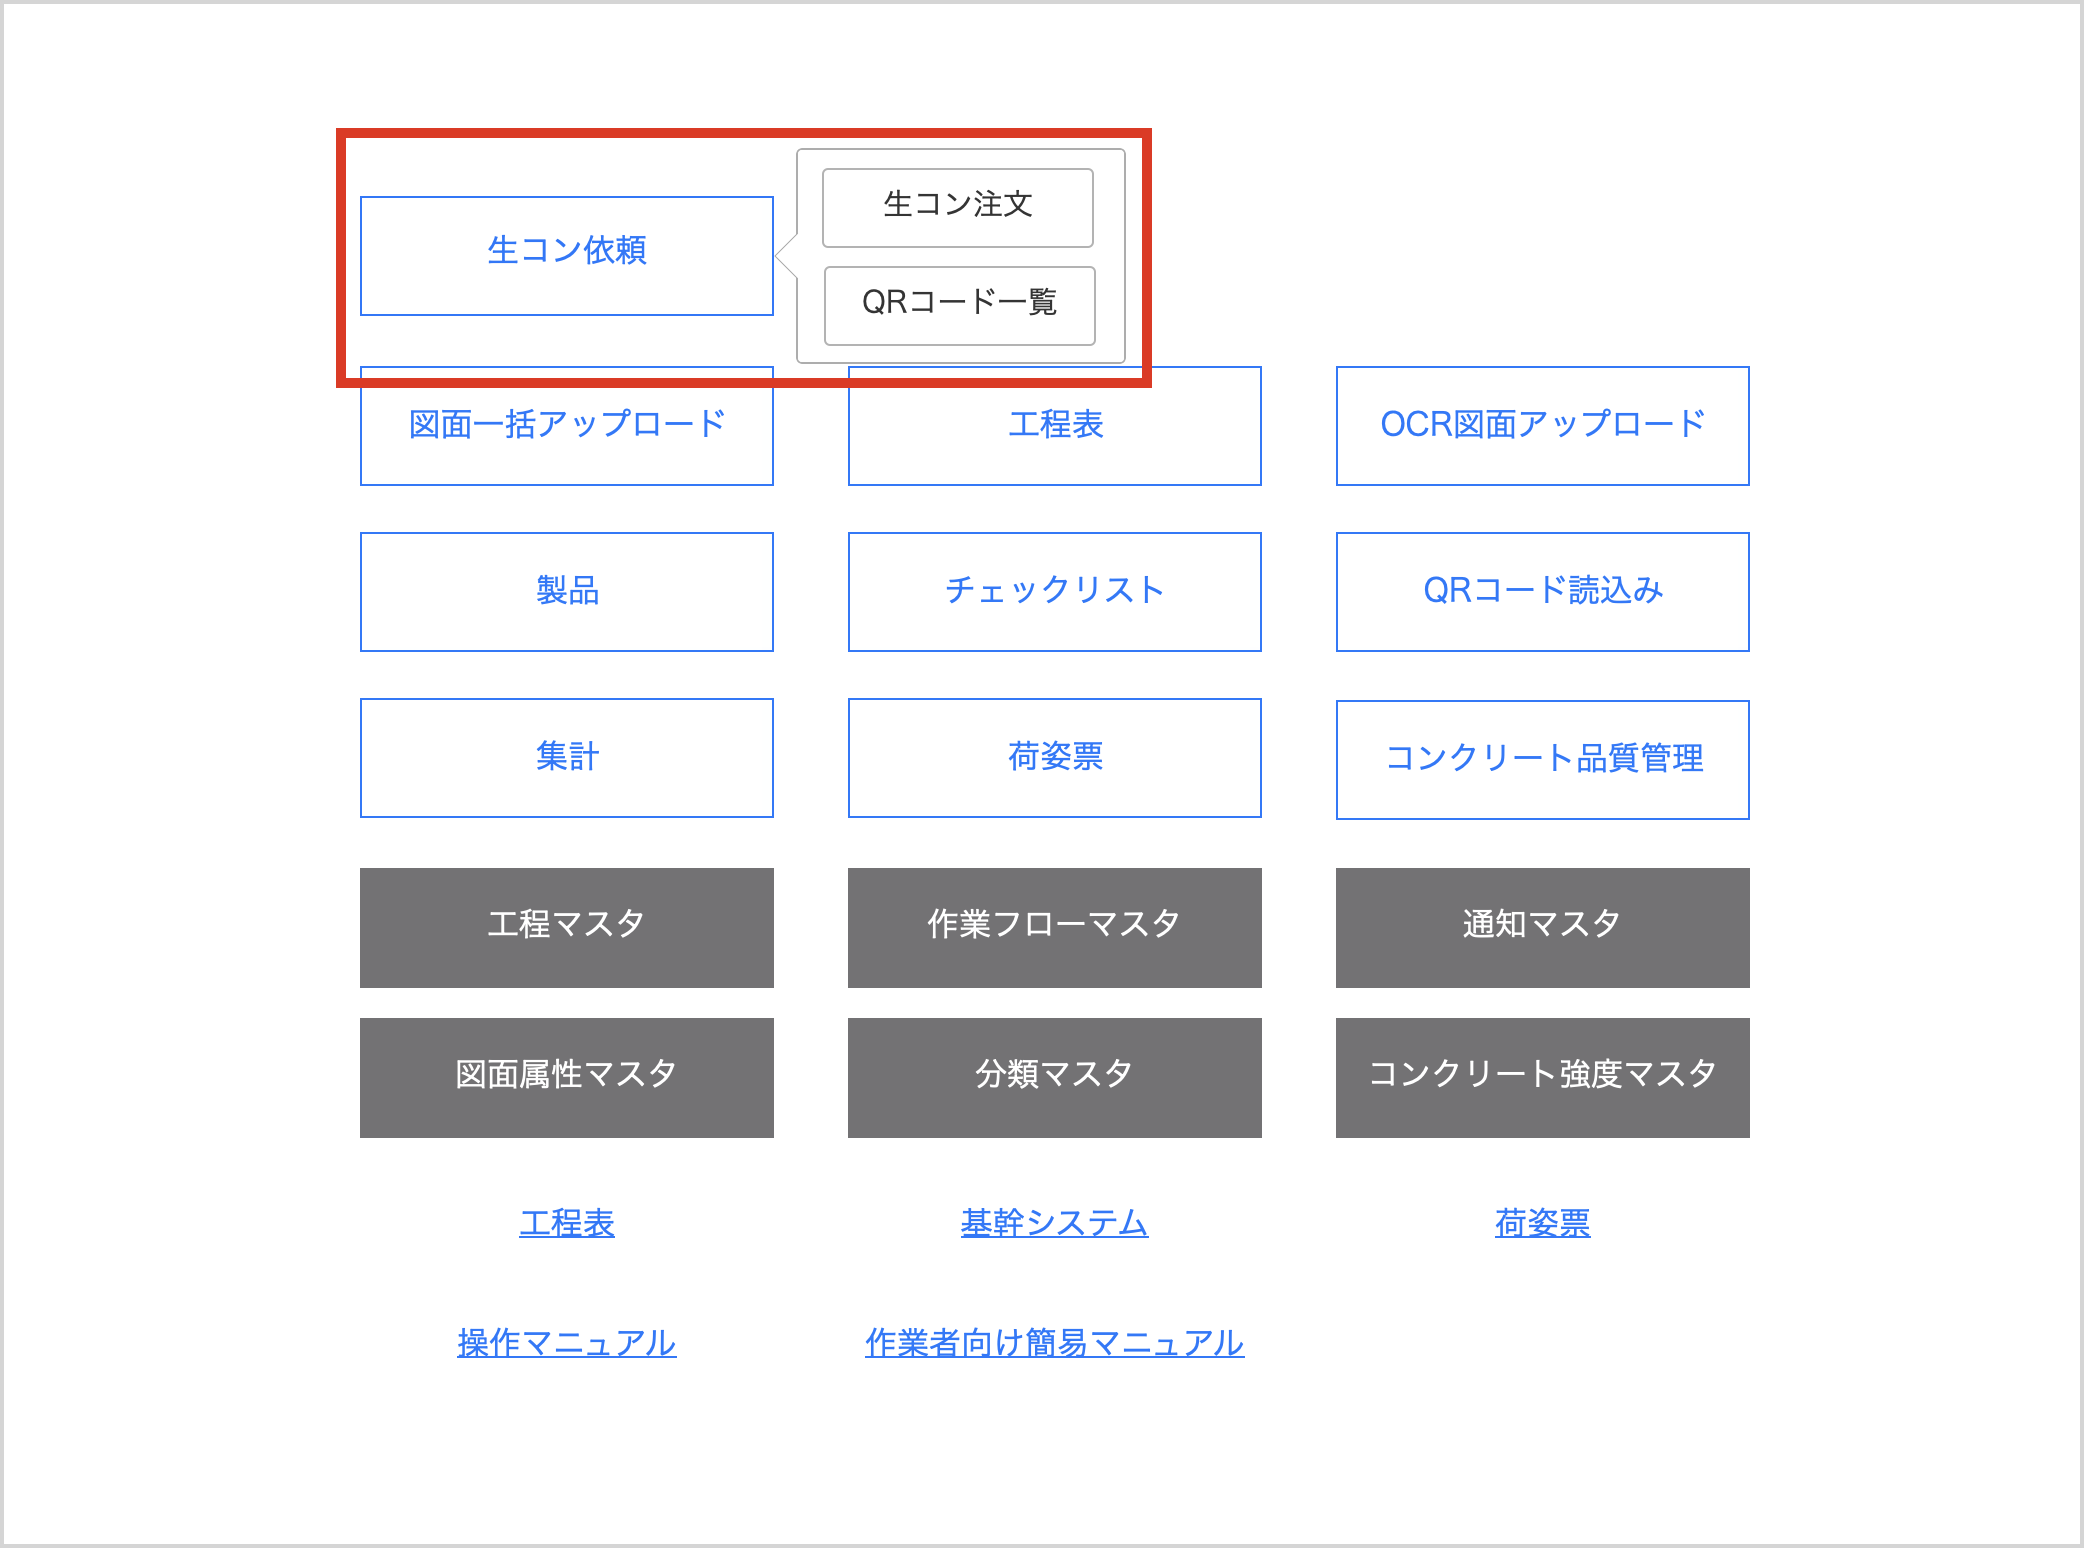 生コン依頼
生コン注文
QRコード一覧
図面一括アップロード
工程表
OCR図面アップロード
製品
チェックリスト
QRコード読込み
集計
荷姿票
コンクリート品質管理
工程マスタ
作業フローマスタ
通知マスタ
図面属性マスタ
分類マスタ
コンクリート強度マスタ
工程表
基幹システム
荷姿票
操作マニュアル
作業者向け簡易マニュアル